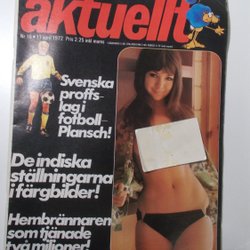 aktuellt
Nr 15 • 11 april 1972 Pris 2:25 inkl moms
Svenska
proffs-
lag i
fotboll-
Plansch!
De indiska
ställningarna
i färgbilder!
Hembrännaren
som tjänade
två miljoner!